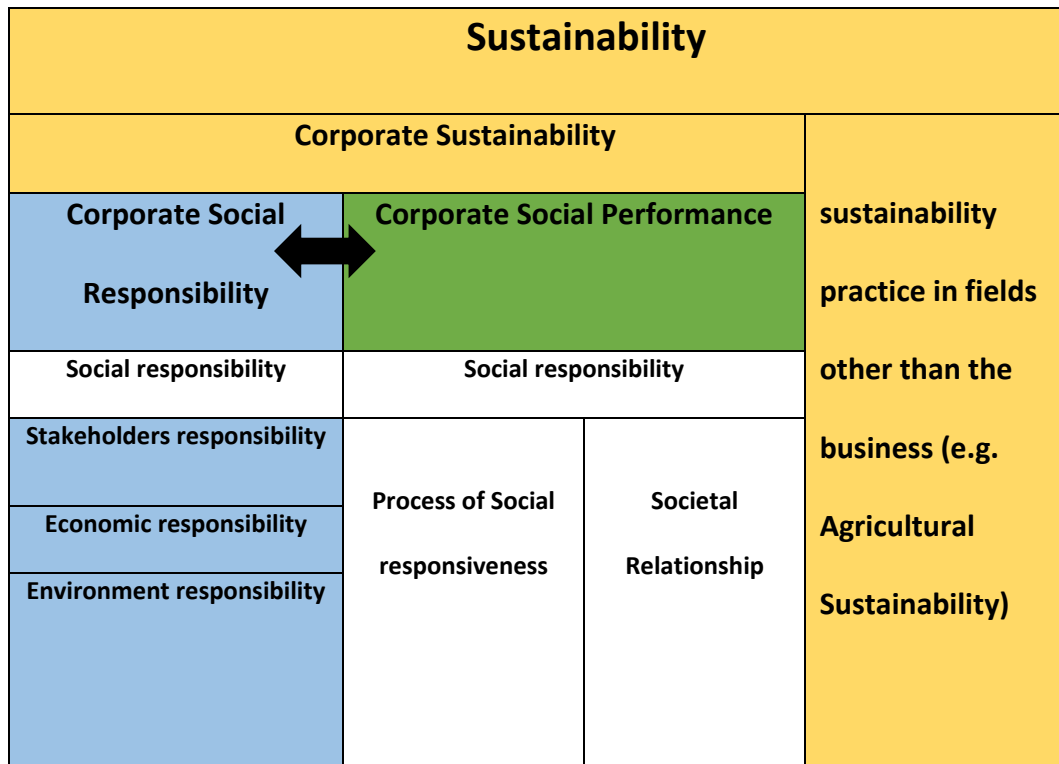 Sustainability
Corporate Sustainability
Corporate Social
Responsibility
Corporate Social Performance
Social responsibility
Social responsibility
Stakeholders responsibility
Economic responsibility
Environment responsibility
Process of Social
responsiveness
Societal
Relationship
sustainability
practice in fields
other than the
business (e.g.
Agricultural
Sustainability)